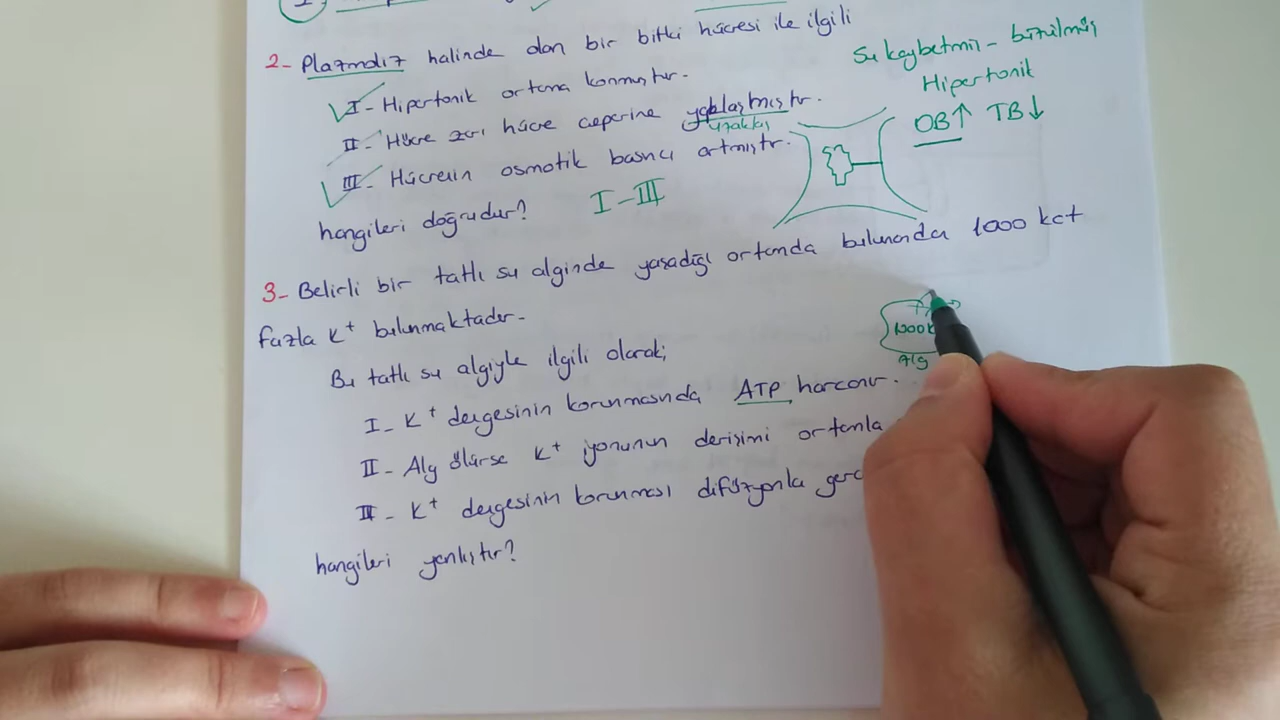 2- Plazmoliz halinde olan bir bitki hücresi ile ilgili
I- Hipertonik ortama konmuştur.
II- Hücre zarı hücre çeperine yaklaşmıştır.
uzaklaş
III- Hücrenin osmotik basıncı artmıştır.
hangileri doğrudur?
I-III
Su kaybetmiş - büzülmüş
Hipertonik
OB↑ TB↓
3- Belirli bir tatlı su alginde yaşadığı ortamda bulunanda 1000 kat
fazla K+ bulunmaktadır-
Bu tatlı su algiyle ilgili olarak;
I- K+ dengesinin korunmasında ATP harcanır.
II- Alg ölürse K+ iyonunun derişimi ortamla
III- K+ dengesinin korunması difüzyonla
hangileri yanlıştır?
1000K
Alg